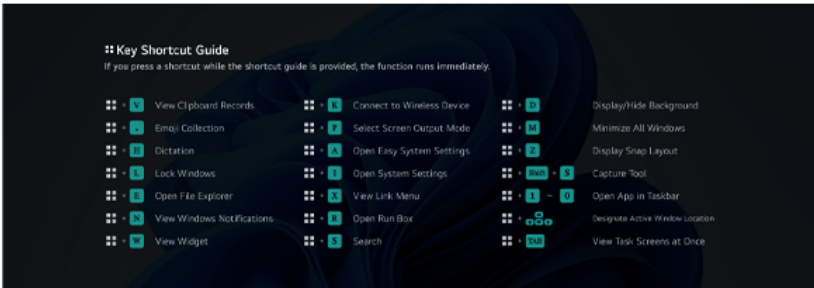 Key Shortcut Guide
If you press a shortcut while the shortcut guide is provided, the function runs immediately.
+ V View Clipboard Records
+ . Emoji Collection
+ H Dictation
+ L Lock Windows
+ E Open File Explorer
+ N View Windows Notifications
+ W View Widget
+ K Connect to Wireless Device
+ P Select Screen Output Mode
+ A Open Easy System Settings
+ I Open System Settings
+ X View Link Menu
+ R Open Run Box
+ S Search
+ D Display/Hide Background
+ M Minimize All Windows
+ Z Display Snap Layout
+ Shift + S Capture Tool
+ 1 ~ 0 Open App in Taskbar
+ Designate Active Window Location
+ TAB View Task Screens at Once